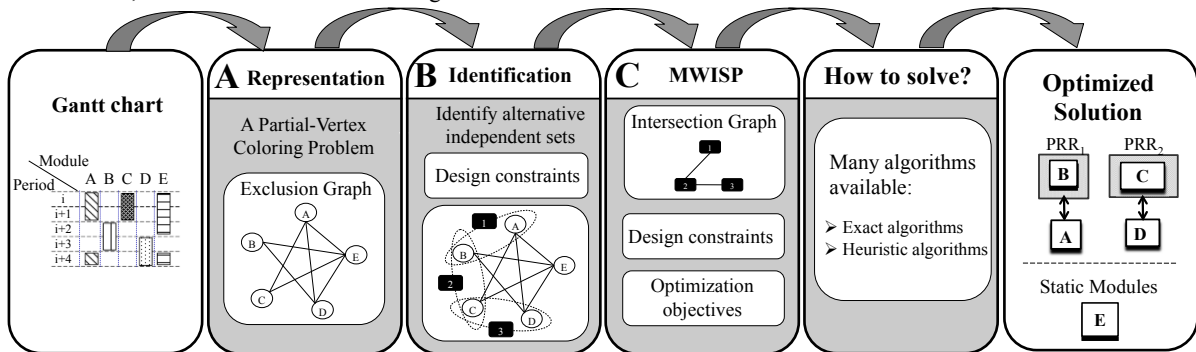 Gantt chart
Module
Period
A B C D E
i
i+1
i+2
i+3
i+4
A Representation
A Partial-Vertex
Coloring Problem
Exclusion Graph
A
B
E
C
D
B Identification
Identify alternative
independent sets
Design constraints
1
A
B
E
2
C
D
3
C MWISP
Intersection Graph
1
2
3
Design constraints
Optimization
objectives
How to solve?
Many algorithms
available:
➢ Exact algorithms
➢ Heuristic algorithms
Optimized
Solution
PRR1 PRR2
B C
A D
Static Modules
E